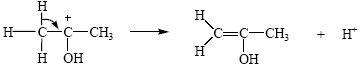 H H
H—C—C⁺—CH₃ ⟶ C=C—CH₃ + H⁺
H OH H OH